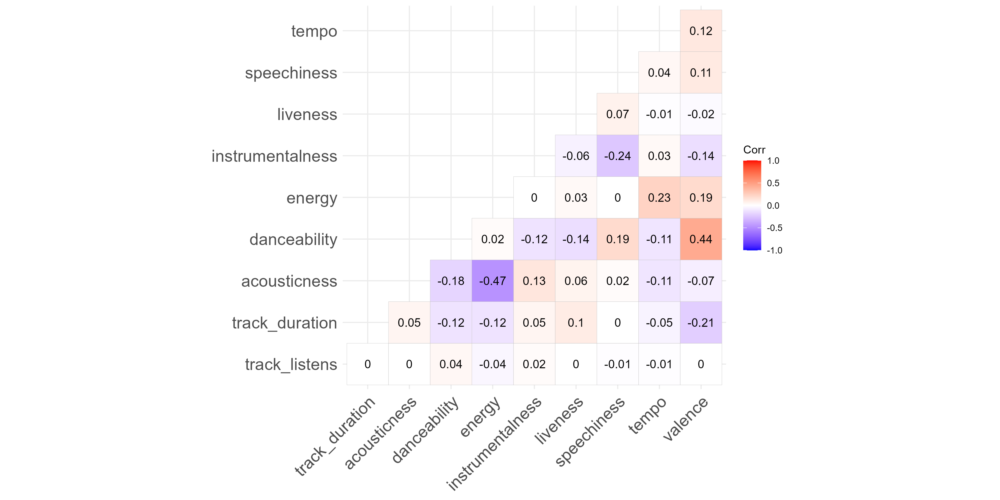 tempo 0.12
speechiness 0.04 0.11
liveness 0.07 -0.01 -0.02
instrumentalness -0.06 -0.24 0.03 -0.14
energy 0 0.03 0 0.23 0.19
danceability 0.02 -0.12 -0.14 0.19 -0.11 0.44
acousticness -0.18 -0.47 0.13 0.06 0.02 -0.11 -0.07
track_duration 0.05 -0.12 -0.12 0.05 0.1 0 -0.05 -0.21
track_listens 0 0 0.04 -0.04 0.02 0 -0.01 -0.01 0
track_duration
acousticness
danceability
energy
instrumentalness
liveness
speechiness
tempo
valence
Corr
1.0
0.5
0.0
-0.5
-1.0